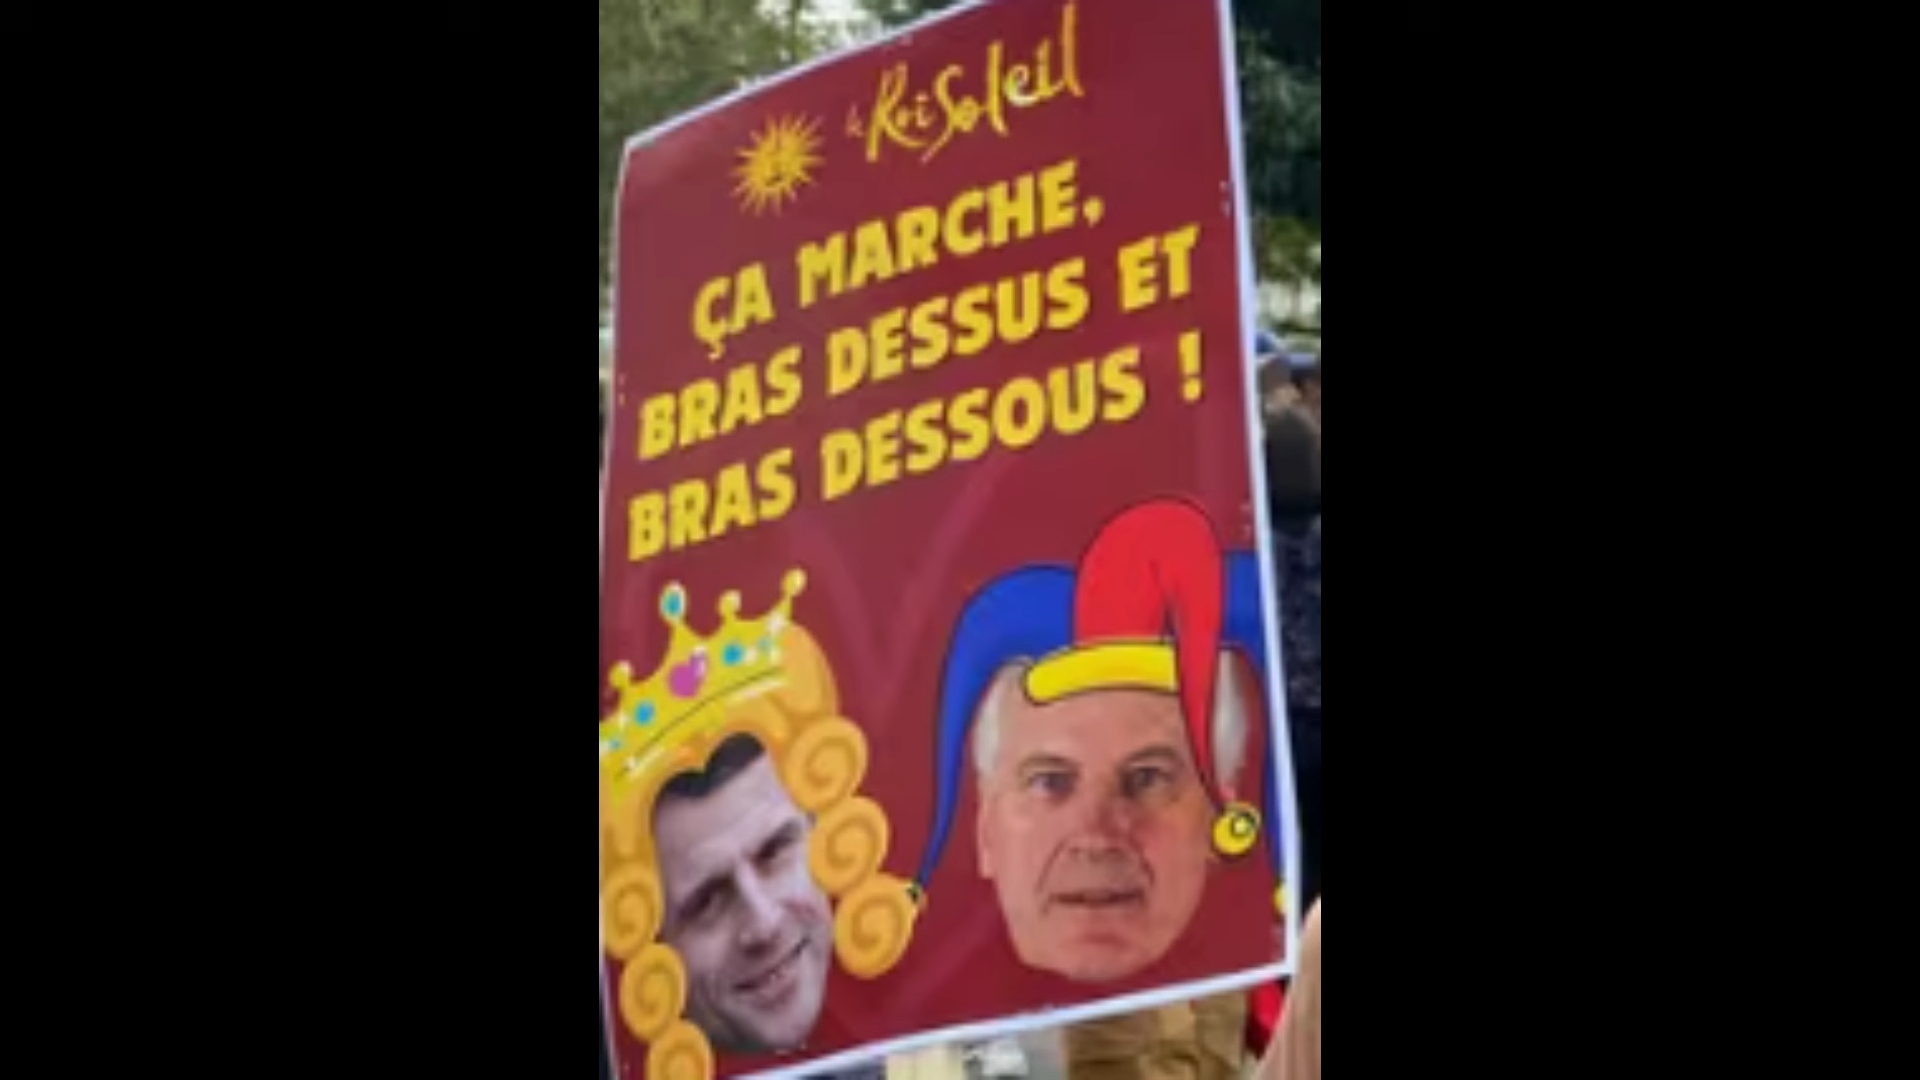 le Roi Soleil
ÇA MARCHE,
BRAS DESSUS ET
BRAS DESSOUS !